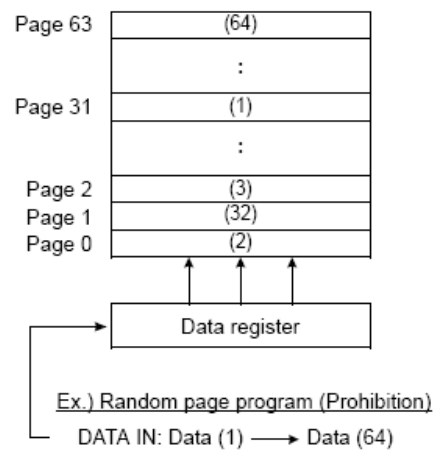 Page 63 (64)
:
Page 31 (1)
:
Page 2 (3)
Page 1 (32)
Page 0 (2)
Data register
Ex.) Random page program (Prohibition)
DATA IN: Data (1) → Data (64)